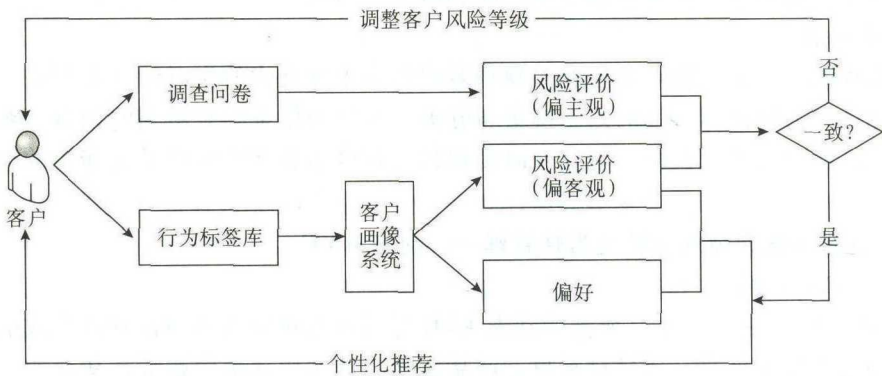 调整客户风险等级
否
调查问卷
风险评价
（偏主观）
一致?
客户
风险评价
（偏客观）
行为标签库
客户
画像
系统
是
偏好
个性化推荐